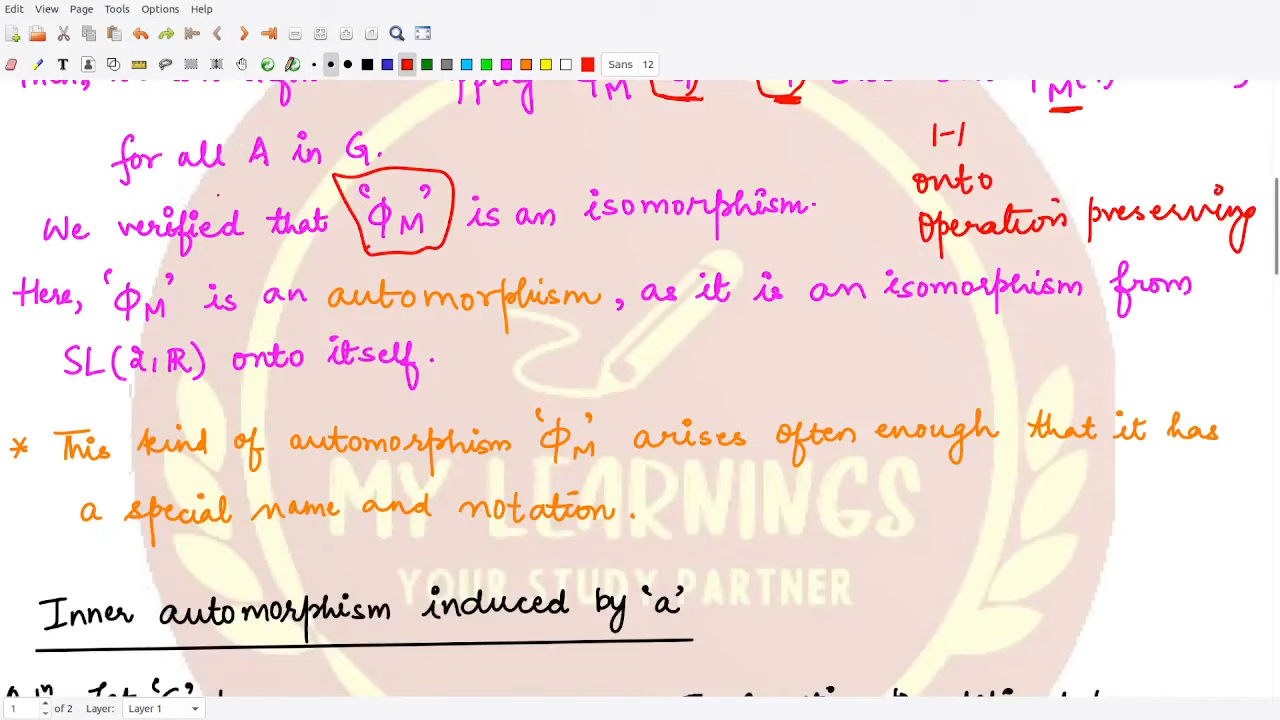 Edit View Page Tools Options Help
Sans 12
for all A in G.
1-1
onto
Operation preserving
We verified that 'ϕM' is an isomorphism.
Here, 'ϕM' is an automorphism, as it is an isomorphism from
SL(2, ℝ) onto itself.
* This kind of automorphism 'ϕM' arises often enough that it has
a special name and notation.
MY LEARNINGS
YOUR STUDY PARTNER
Inner automorphism induced by 'a'
1 of 2 Layer: Layer 1